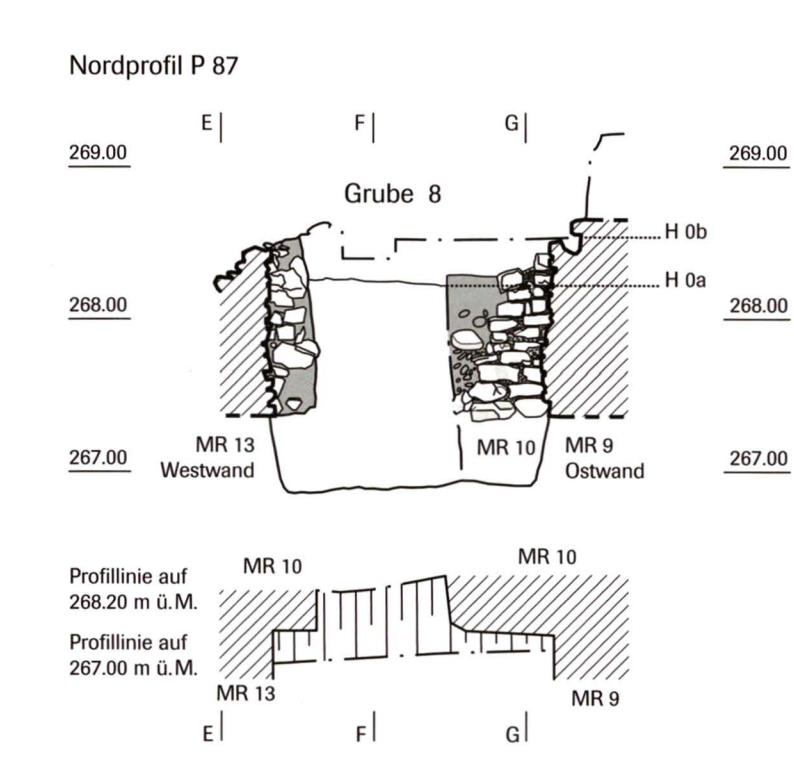 Nordprofil P 87
E F G
269.00 269.00
Grube 8
H 0b
H 0a
268.00 268.00
MR 13
Westwand
MR 10
MR 9
Ostwand
267.00 267.00
MR 10 MR 10
Profillinie auf
268.20 m ü.M.
Profillinie auf
267.00 m ü.M.
MR 13 MR 9
E F G